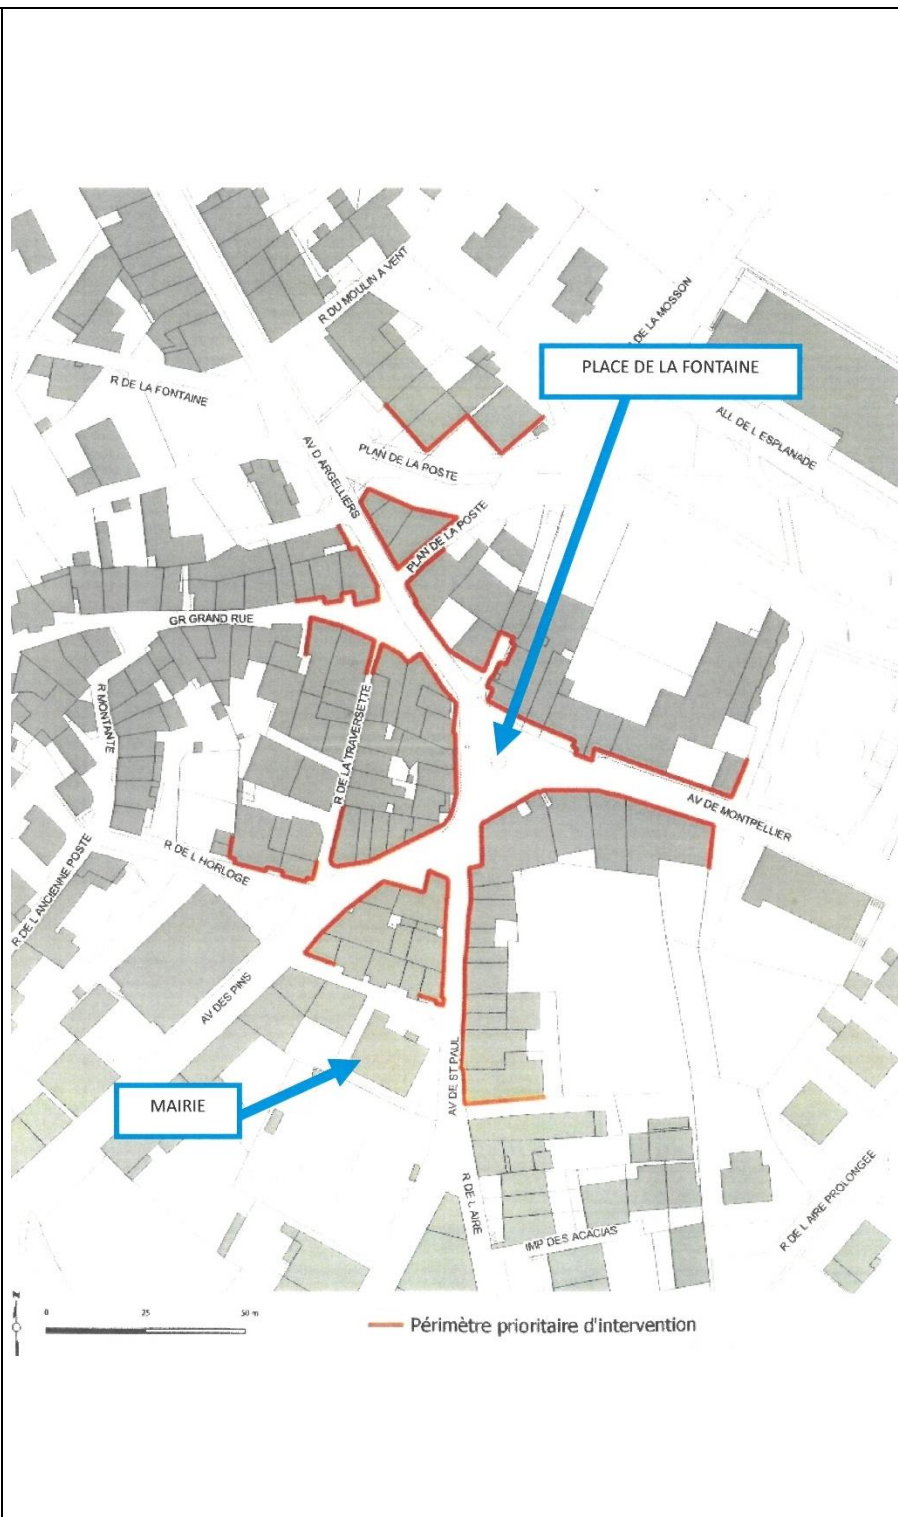 R DU MOULIN A VENT
DE LA MOSSON
PLACE DE LA FONTAINE
R DE LA FONTAINE
ALL DE L ESPLANADE
AV D ARGELLIERS
PLAN DE LA POSTE
PLAN DE LA POSTE
GR GRAND RUE
R MONTANTE
R DE LA TRAVERSETTE
AV DE MONTPELLIER
R DE L HORLOGE
R DE L ANCIENNE POSTE
AV DES PINS
MAIRIE
AV DE ST PAUL
R DE L AIRE
IMP DES ACACIAS
R DE L AIRE PROLONGEE
N
0 25 50 m
Périmètre prioritaire d'intervention